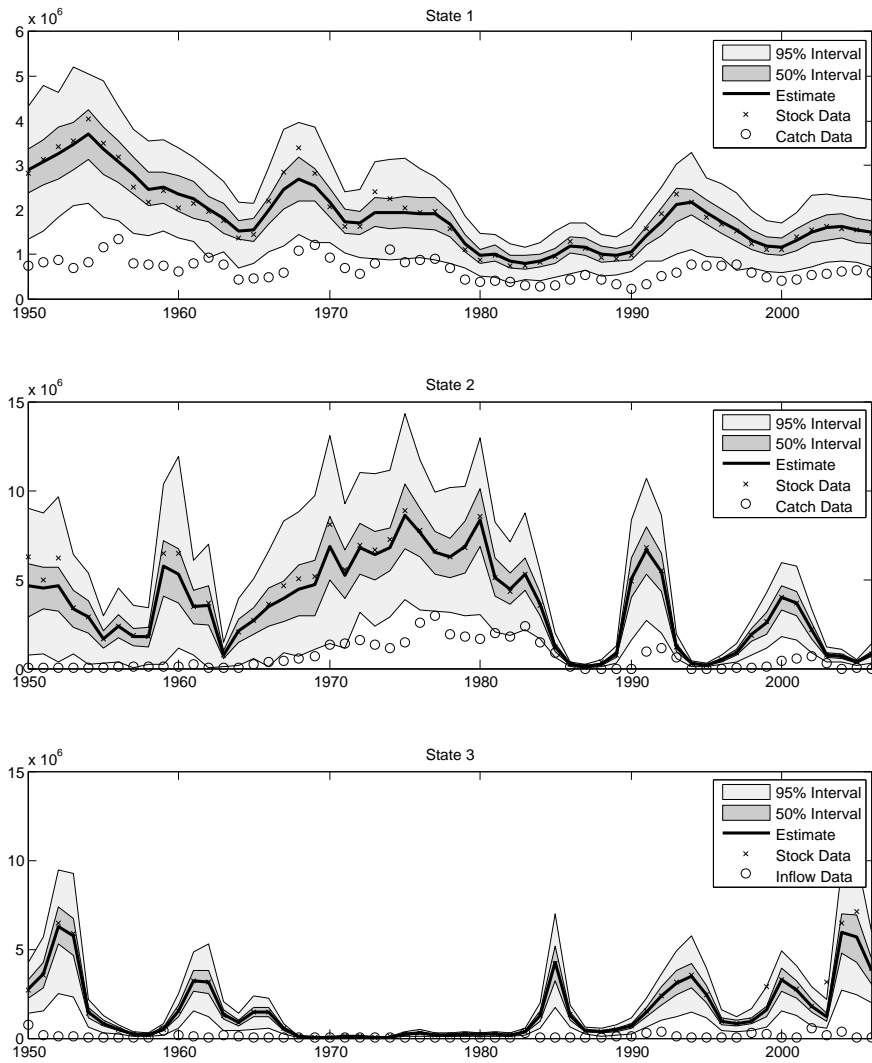 State 1
x 10^6
6
5
4
3
2
1
0
1950 1960 1970 1980 1990 2000
95% Interval
50% Interval
Estimate
Stock Data
Catch Data
State 2
x 10^6
15
10
5
0
1950 1960 1970 1980 1990 2000
95% Interval
50% Interval
Estimate
Stock Data
Catch Data
State 3
x 10^6
15
10
5
0
1950 1960 1970 1980 1990 2000
95% Interval
50% Interval
Estimate
Stock Data
Inflow Data